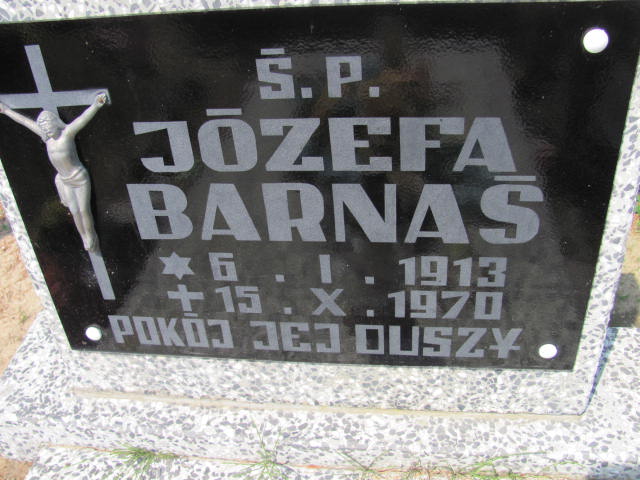 Ś.P.
JÓZEFA
BARNAŚ
✶ 6 . I . 1913
+ 15 . X . 1970
POKÓJ JEJ DUSZY